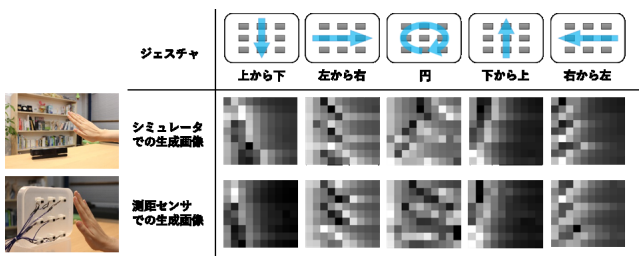 ジェスチャ
上から下 左から右 円 下から上 右から左
シミュレータ
での生成画像
測距センサ
での生成画像